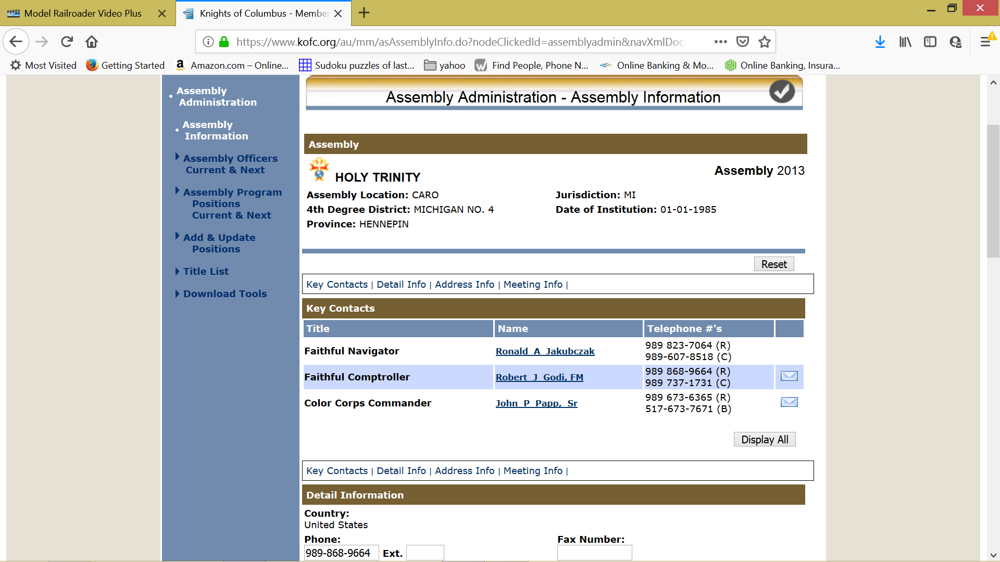 Model Railroader Video Plus
Knights of Columbus - Member
https://www.kofc.org/au/mm/asAssemblyInfo.do?nodeClickedId=assemblyadmin&navXmlDoc
Most Visited
Getting Started
Amazon.com – Online...
Sudoku puzzles of last...
yahoo
Find People, Phone N...
Online Banking & Mo...
Online Banking, Insura...
Assembly
Administration
Assembly
Information
Assembly Officers
Current & Next
Assembly Program
Positions
Current & Next
Add & Update
Positions
Title List
Download Tools
Assembly Administration - Assembly Information
Assembly
HOLY TRINITY
Assembly 2013
Assembly Location: CARO
Jurisdiction: MI
4th Degree District: MICHIGAN NO. 4
Date of Institution: 01-01-1985
Province: HENNEPIN
Reset
Key Contacts | Detail Info | Address Info | Meeting Info |
Key Contacts
Title Name Telephone #'s
Faithful Navigator Ronald A Jakubczak 989 823-7064 (R)
989-607-8518 (C)
Faithful Comptroller Robert J Godi, FM 989 868-9664 (R)
989 737-1731 (C)
Color Corps Commander John P Papp, Sr 989 673-6365 (R)
517-673-7671 (B)
Display All
Key Contacts | Detail Info | Address Info | Meeting Info |
Detail Information
Country:
United States
Phone:
Fax Number:
989-868-9664 Ext.